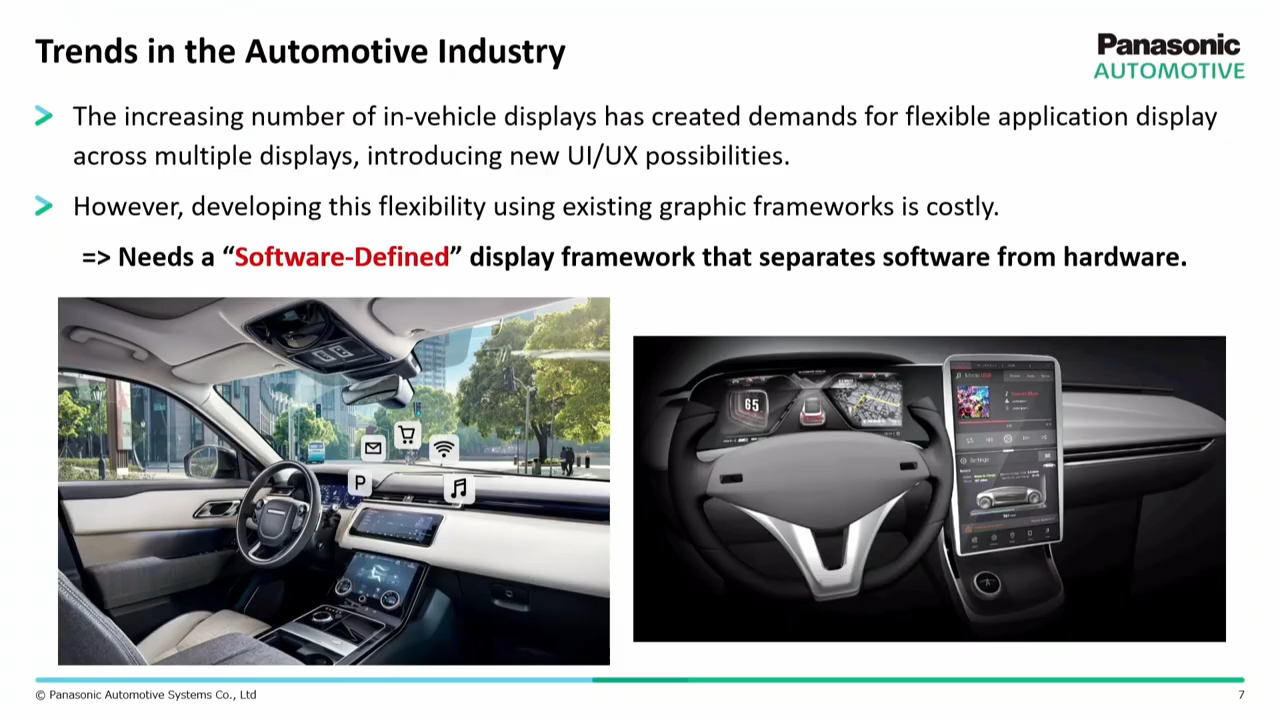 Trends in the Automotive Industry
Panasonic
AUTOMOTIVE
The increasing number of in-vehicle displays has created demands for flexible application display
across multiple displays, introducing new UI/UX possibilities.
However, developing this flexibility using existing graphic frameworks is costly.
=> Needs a “Software-Defined” display framework that separates software from hardware.
P
65
Settings
© Panasonic Automotive Systems Co., Ltd
7